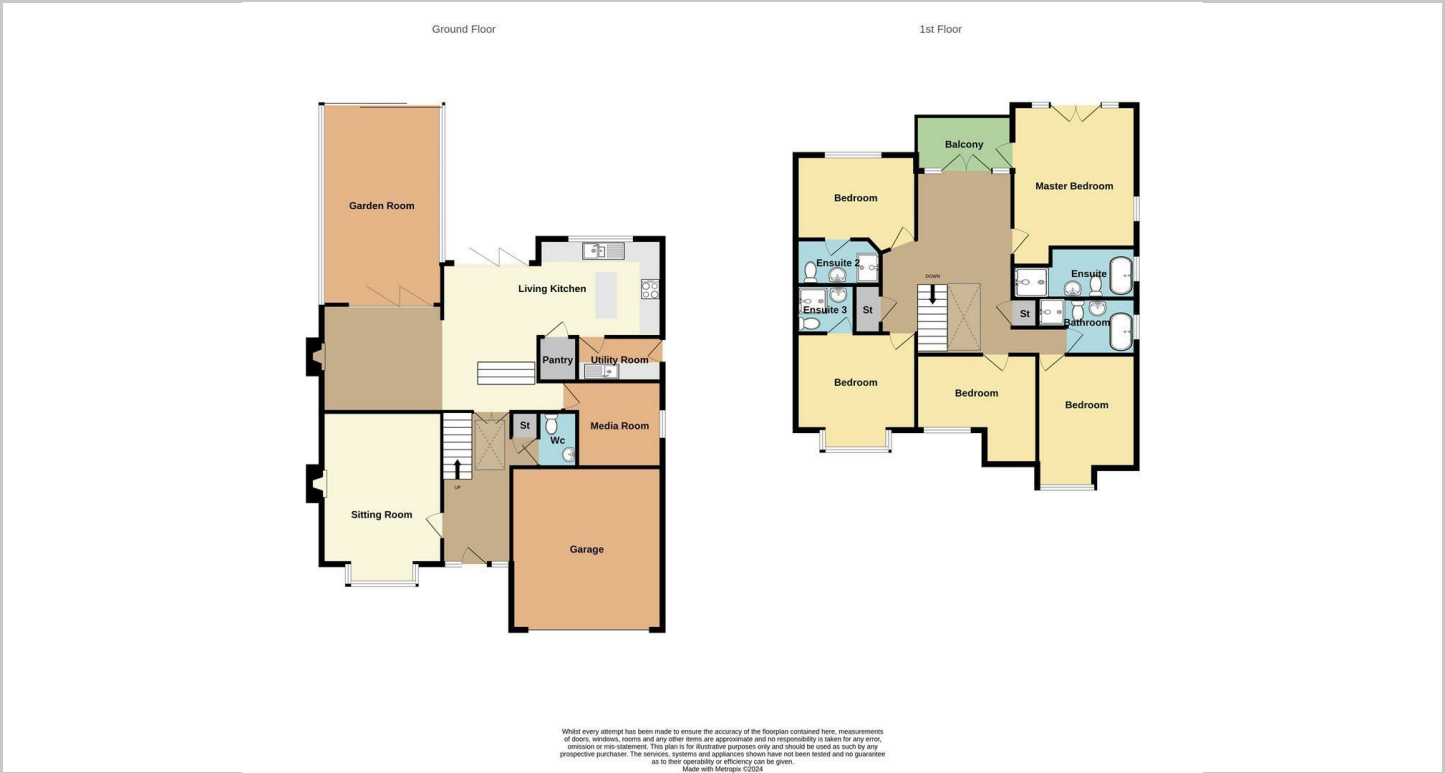 Ground Floor
1st Floor
Garden Room
Living Kitchen
Pantry
Utility Room
St
Wc
Media Room
UP
Sitting Room
Garage
Balcony
Master Bedroom
Bedroom
Ensuite 2
DOWN
Ensuite
Ensuite 3
St
St
Bathroom
Bedroom
Bedroom
Bedroom
Whilst every attempt has been made to ensure the accuracy of the floorplan contained here, measurements
of doors, windows, rooms and any other items are approximate and no responsibility is taken for any error,
omission or mis-statement. This plan is for illustrative purposes only and should be used as such by any
prospective purchaser. The services, systems and appliances shown have not been tested and no guarantee
as to their operability or efficiency can be given.
Made with Metropix ©2024